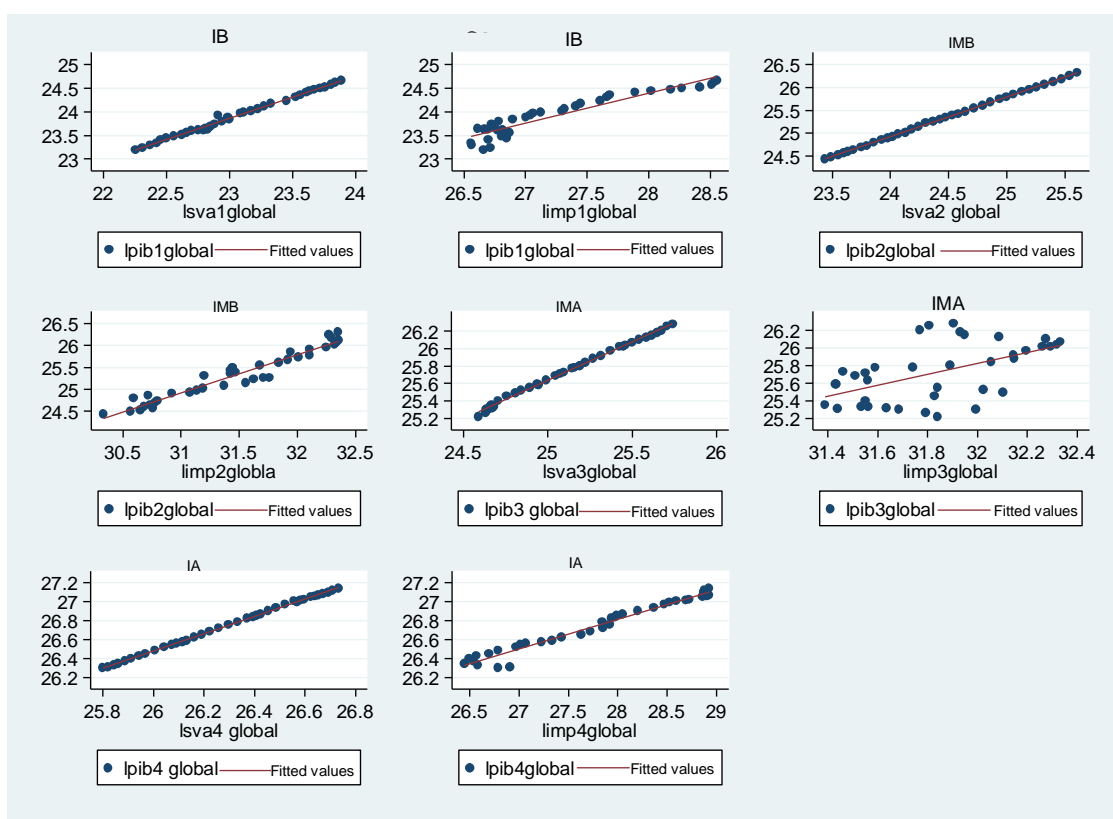 IB
25
24.5
24
23.5
23
22 22.5 23 23.5 24
lsva1global
lpib1global Fitted values
IB
25
24.5
24
23.5
23
26.5 27 27.5 28 28.5
limp1global
lpib1global Fitted values
IMB
26.5
26
25.5
25
24.5
23.5 24 24.5 25 25.5
lsva2 global
lpib2global Fitted values
IMB
26.5
26
25.5
25
24.5
30.5 31 31.5 32 32.5
limp2globla
lpib2global Fitted values
IMA
26.2
26
25.8
25.6
25.4
25.2
24.5 25 25.5 26
lsva3global
lpib3 global Fitted values
IMA
26.2
26
25.8
25.6
25.4
25.2
31.4 31.6 31.8 32 32.2 32.4
limp3global
lpib3global Fitted values
IA
27.2
27
26.8
26.6
26.4
26.2
25.8 26 26.2 26.4 26.6 26.8
lsva4 global
lpib4 global Fitted values
IA
27.2
27
26.8
26.6
26.4
26.2
26.5 27 27.5 28 28.5 29
limp4global
lpib4global Fitted values